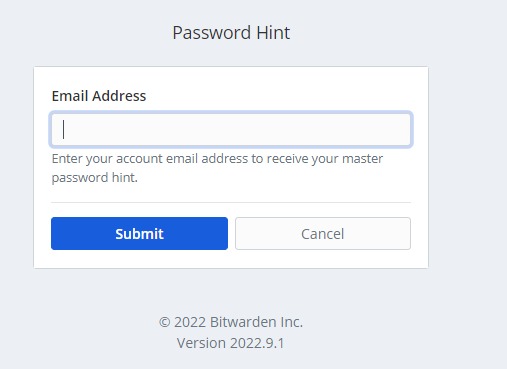 Password Hint
Email Address
Enter your account email address to receive your master
password hint.
Submit
Cancel
© 2022 Bitwarden Inc.
Version 2022.9.1